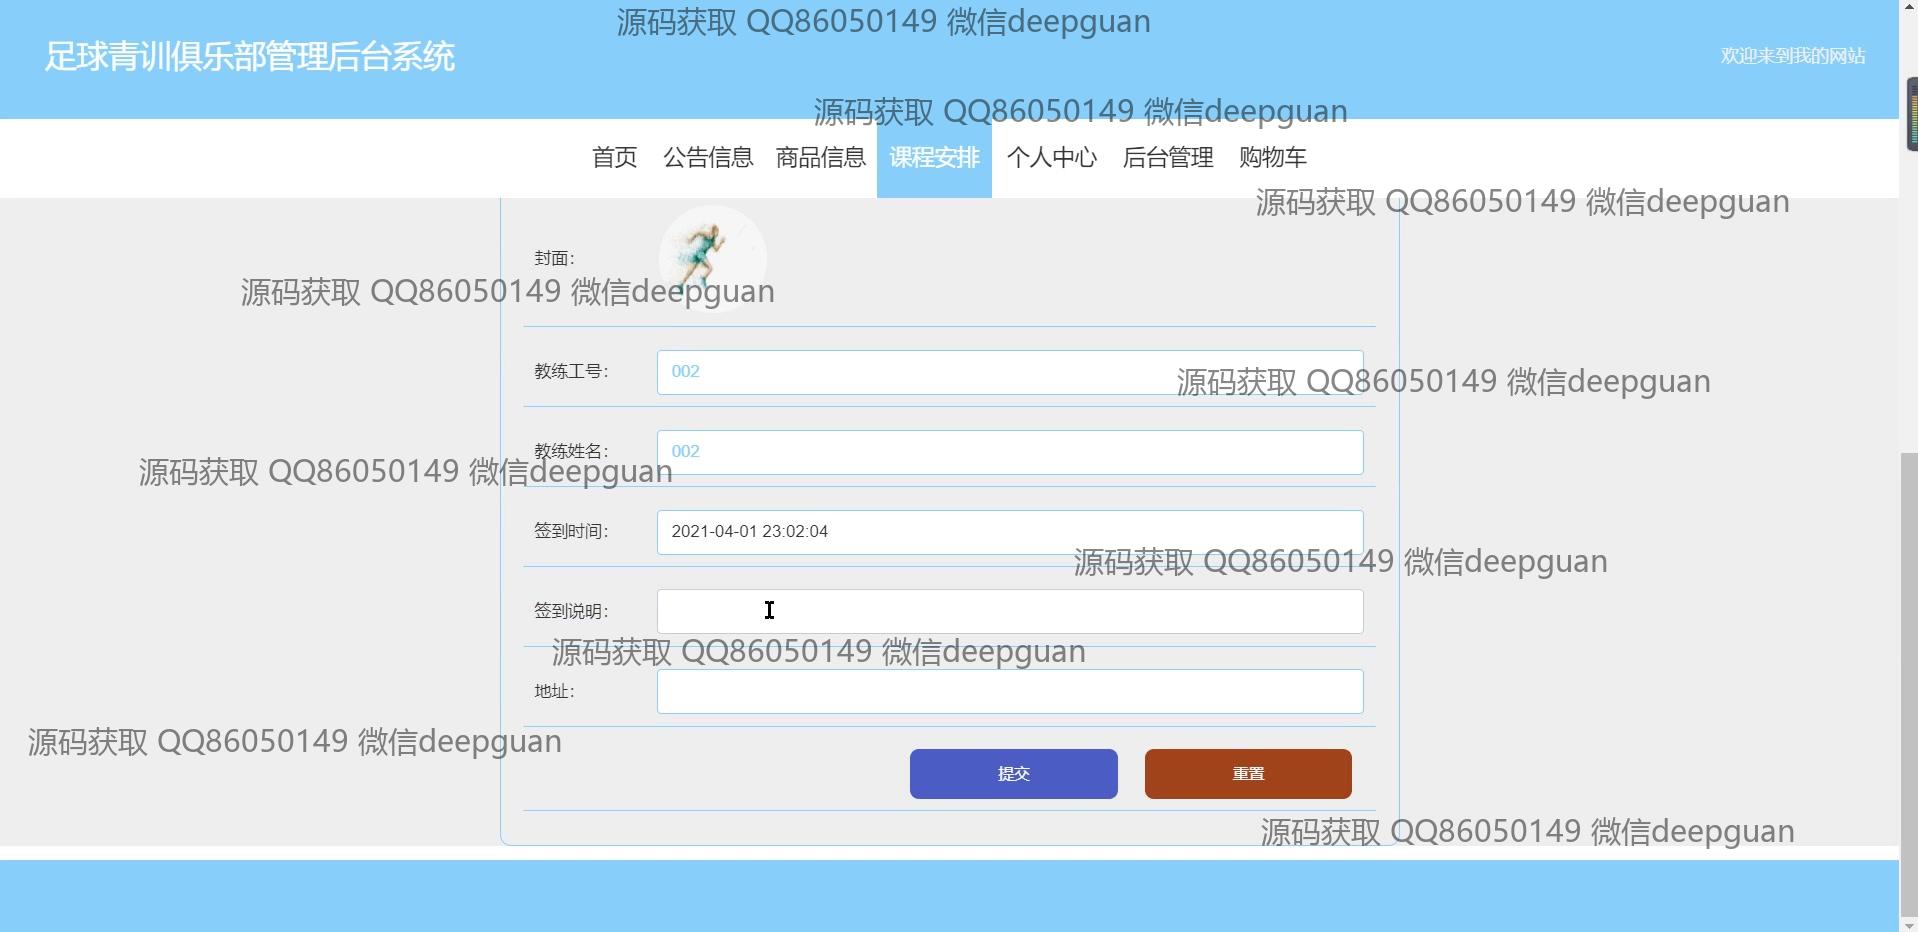 源码获取 QQ86050149 微信deepguan
足球青训俱乐部管理后台系统
欢迎来到我的网站
源码获取 QQ86050149 微信deepguan
首页 公告信息 商品信息 课程安排 个人中心 后台管理 购物车
源码获取 QQ86050149 微信deepguan
封面：
源码获取 QQ86050149 微信deepguan
教练工号： 002
源码获取 QQ86050149 微信deepguan
教练姓名： 002
源码获取 QQ86050149 微信deepguan
签到时间： 2021-04-01 23:02:04
源码获取 QQ86050149 微信deepguan
签到说明：
源码获取 QQ86050149 微信deepguan
地址：
源码获取 QQ86050149 微信deepguan
提交 重置
源码获取 QQ86050149 微信deepguan